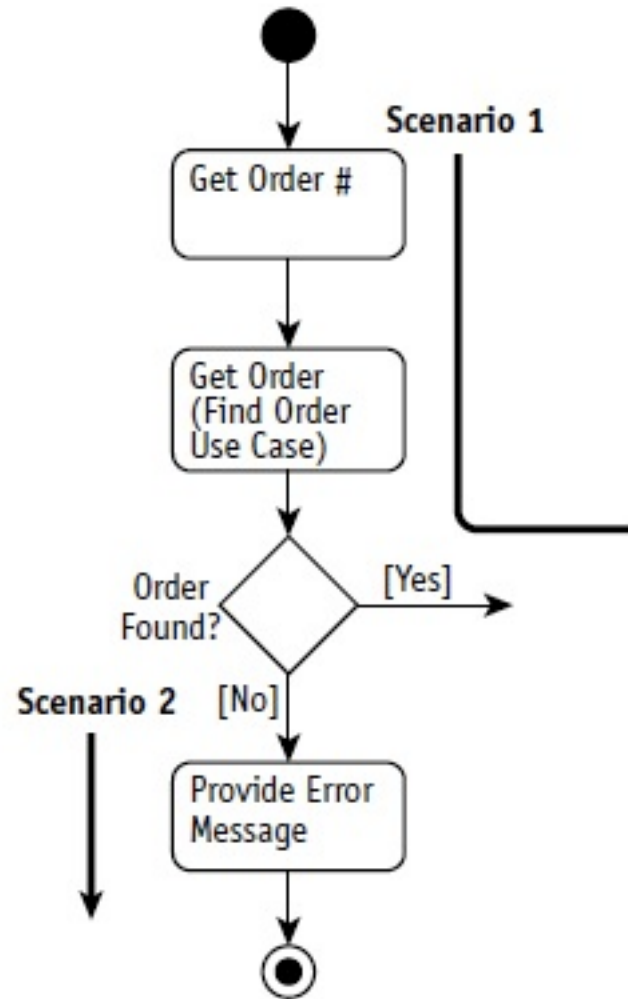 Scenario 1
Get Order #
Get Order
(Find Order
Use Case)
Order
Found?
[Yes]
Scenario 2
[No]
Provide Error
Message